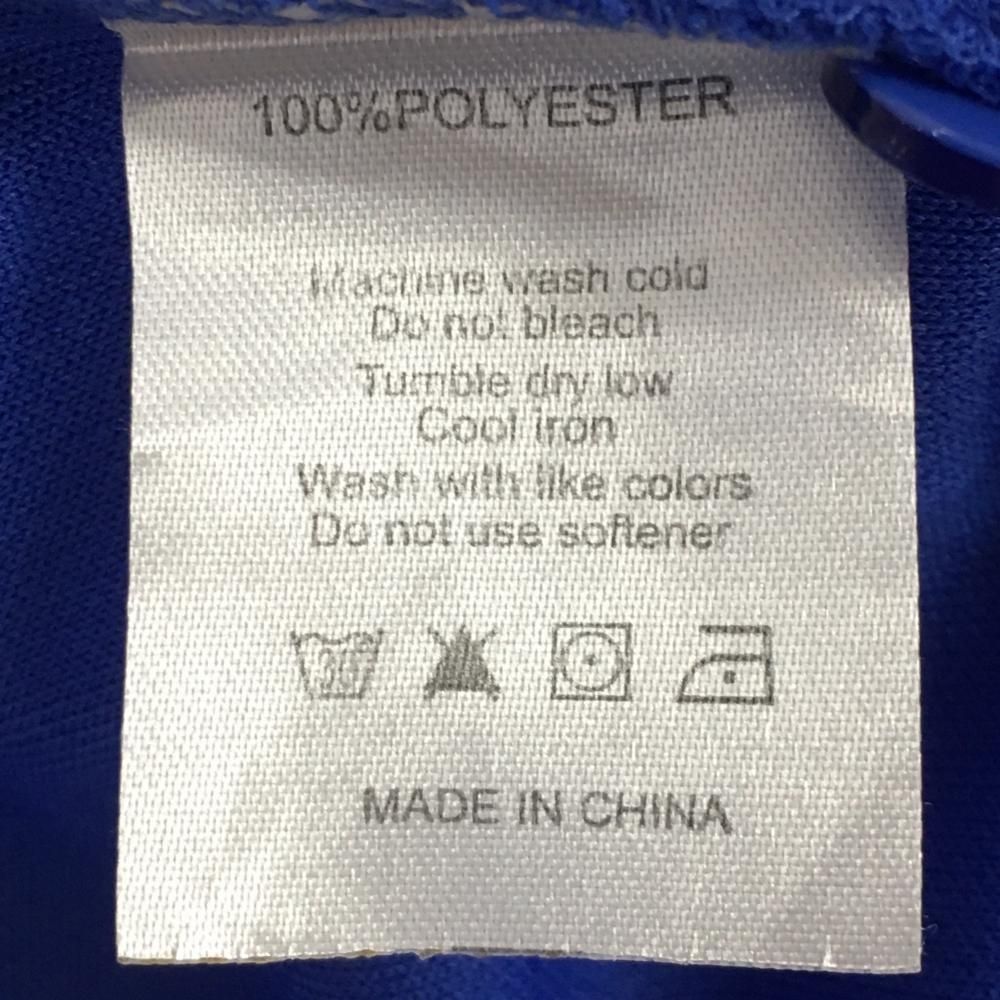 100%POLYESTER
Machine wash cold
Do not bleach
Tumble dry low
Cool iron
Wash with like colors
Do not use softener
30
MADE IN CHINA